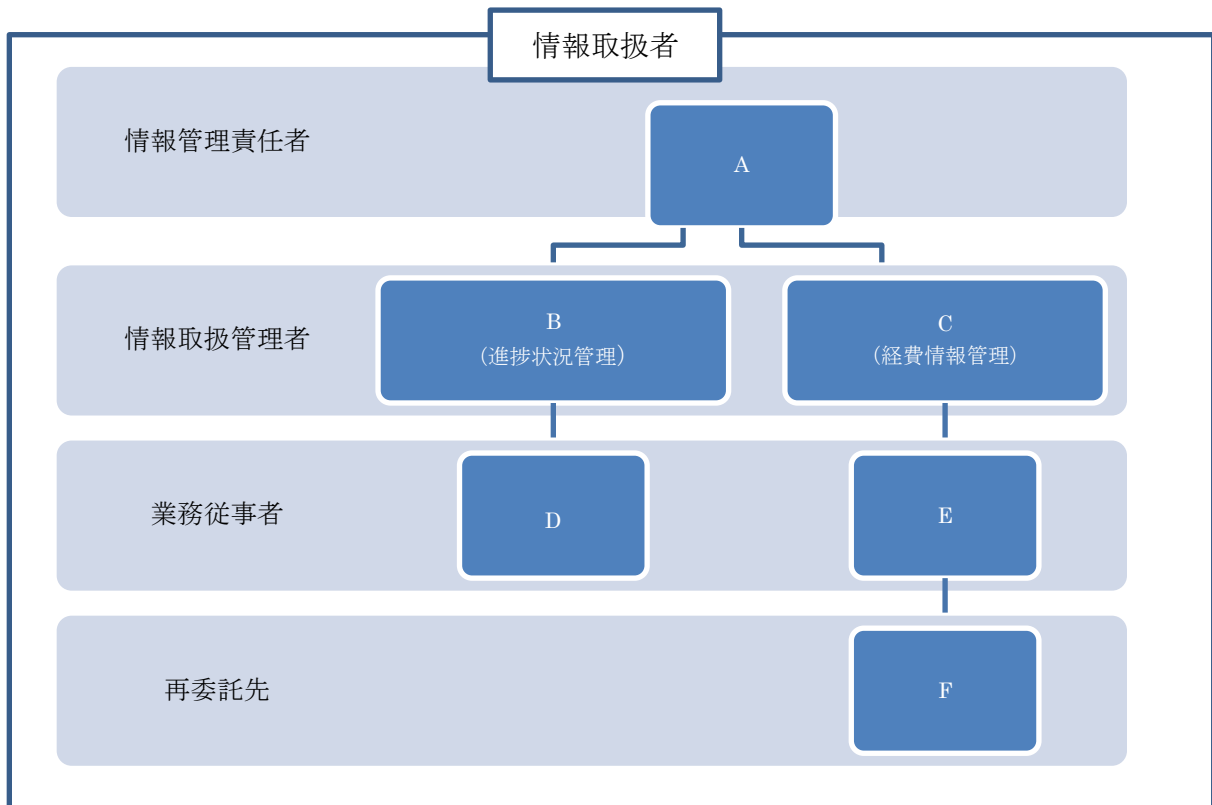 情報取扱者
情報管理責任者
A
情報取扱管理者
B
（進捗状況管理）
C
（経費情報管理）
業務従事者
D
E
再委託先
F